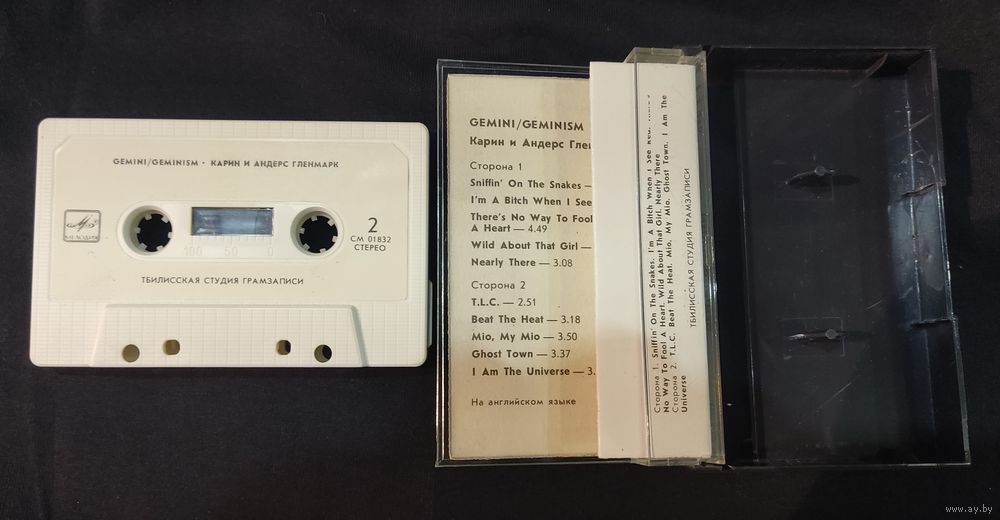 GEMINI/GEMINISM · КАРИН И АНДЕРС ГЛЕНМАРК
МЕЛОДИЯ
2
СМ 01832
СТЕРЕО
100 50 0
ТБИЛИССКАЯ СТУДИЯ ГРАМЗАПИСИ
GEMINI/GEMINISM
Карин и Андерс
Сторона 1
Sniffin' On The Snakes —
I'm A Bitch When I See
There's No Way To Fool
A Heart — 4.49
Wild About That Girl —
Nearly There — 3.08
Сторона 2
T.L.C. — 2.51
Beat The Heat — 3.18
Mio, My Mio — 3.50
Ghost Town — 3.37
I Am The Universe — 3.
На английском языке
Сторона 1. Sniffin' On The Snakes. I'm A Bitch When I See Red.
No Way To Fool A Heart. Wild About That Girl. Nearly There
Сторона 2. T.L.C. Beat The Heat. Mio, My Mio. Ghost Town. I Am The
Universe
ТБИЛИССКАЯ СТУДИЯ ГРАМЗАПИСИ
www.ay.by